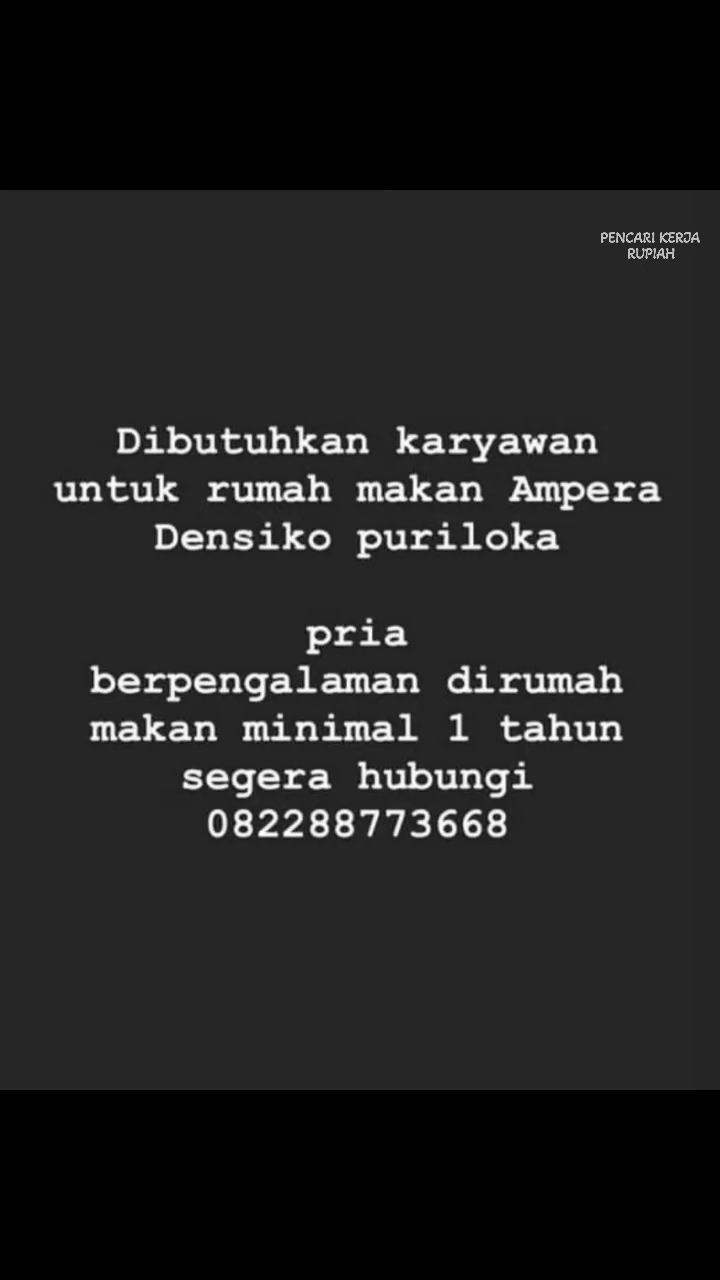 PENCARI KERJA
RUPIAH
Dibutuhkan karyawan
untuk rumah makan Ampera
Densiko puriloka
pria
berpengalaman dirumah
makan minimal 1 tahun
segera hubungi
082288773668